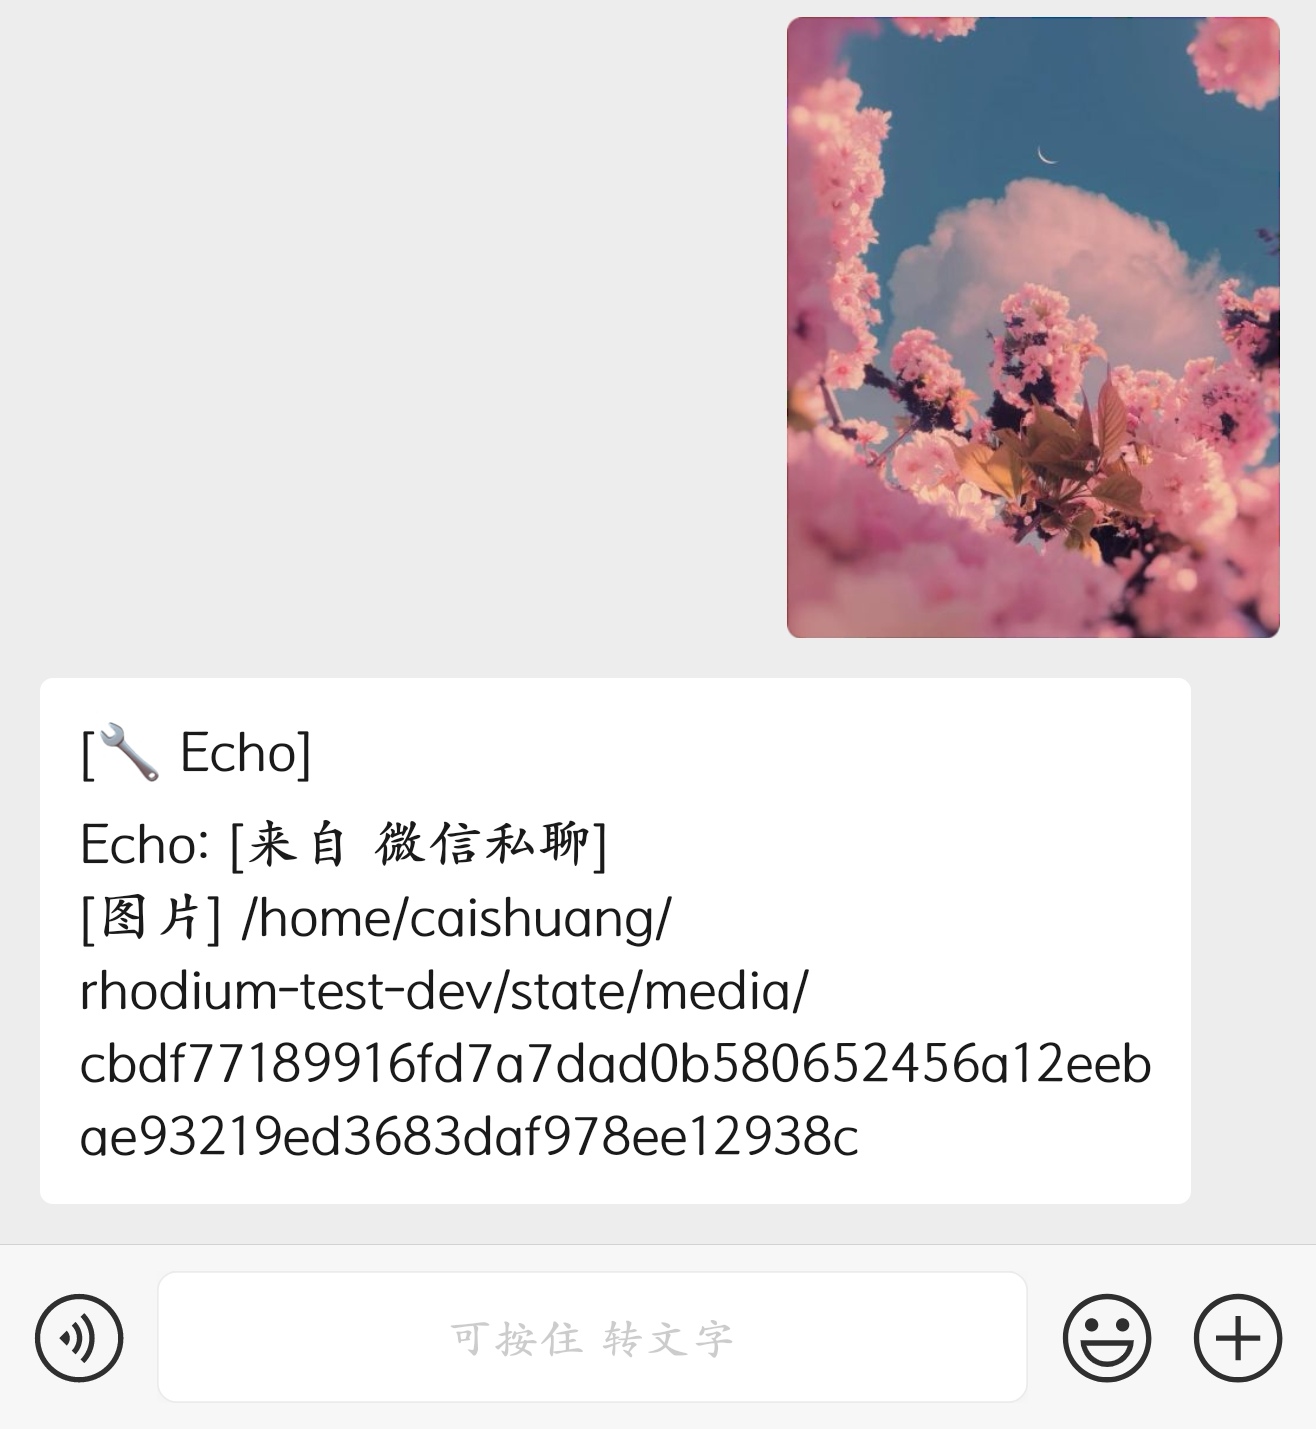 [🔧 Echo]
Echo: [来自 微信私聊]
[图片] /home/caishuang/
rhodium-test-dev/state/media/
cbdf77189916fd7a7dad0b580652456a12eeb
ae93219ed3683daf978ee12938c
可按住 转文字